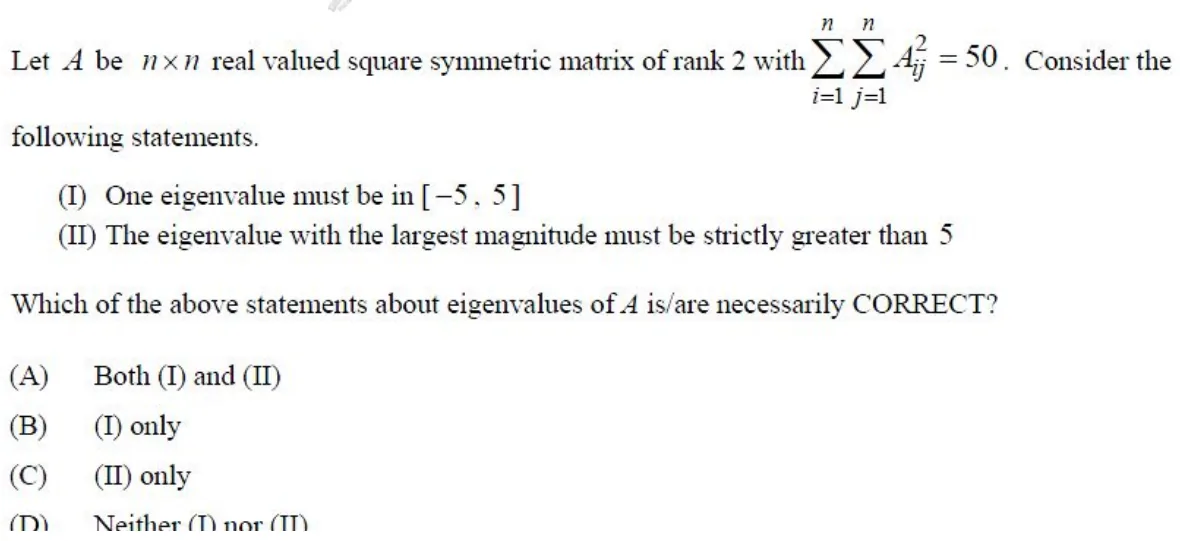 Let A be n×n real valued square symmetric matrix of rank 2 with ∑_{i=1}^{n} ∑_{j=1}^{n} A_{ij}^{2} = 50. Consider the
following statements.
(I) One eigenvalue must be in [−5, 5]
(II) The eigenvalue with the largest magnitude must be strictly greater than 5
Which of the above statements about eigenvalues of A is/are necessarily CORRECT?
(A) Both (I) and (II)
(B) (I) only
(C) (II) only
(D) Neither (I) nor (II)